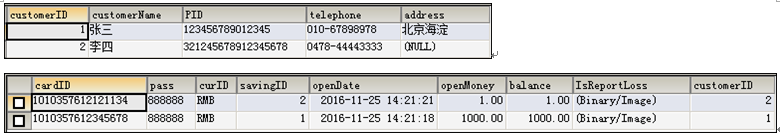 customerID customerName PID telephone address
1 张三 123456789012345 010-67898978 北京海淀
2 李四 321245678912345678 0478-44443333 (NULL)
cardID pass curID savingID openDate openMoney balance IsReportLoss customerID
1010357612121134 888888 RMB 2 2016-11-25 14:21:21 1.00 1.00 (Binary/Image) 2
1010357612345678 888888 RMB 1 2016-11-25 14:21:18 1000.00 1000.00 (Binary/Image) 1